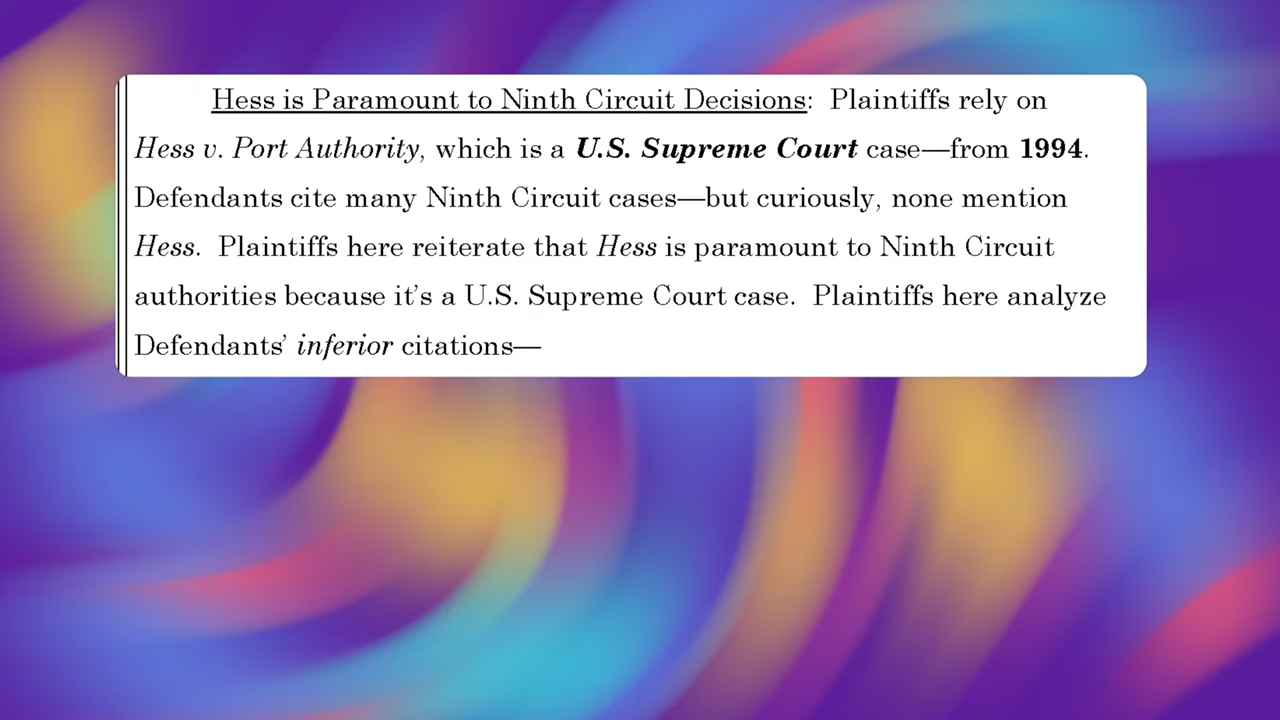 Hess is Paramount to Ninth Circuit Decisions:  Plaintiffs rely on
Hess v. Port Authority, which is a U.S. Supreme Court case—from 1994.
Defendants cite many Ninth Circuit cases—but curiously, none mention
Hess.  Plaintiffs here reiterate that Hess is paramount to Ninth Circuit
authorities because it’s a U.S. Supreme Court case.  Plaintiffs here analyze
Defendants’ inferior citations—